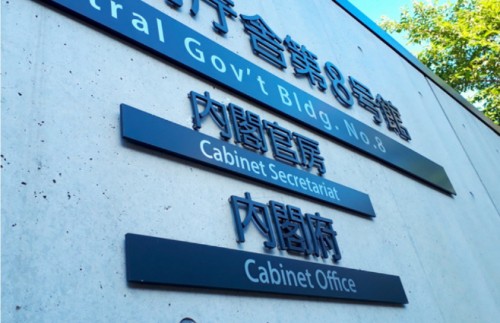 庁舎第8号館
tral Gov't Bldg. No.8
内閣官房
Cabinet Secretariat
内閣府
Cabinet Office